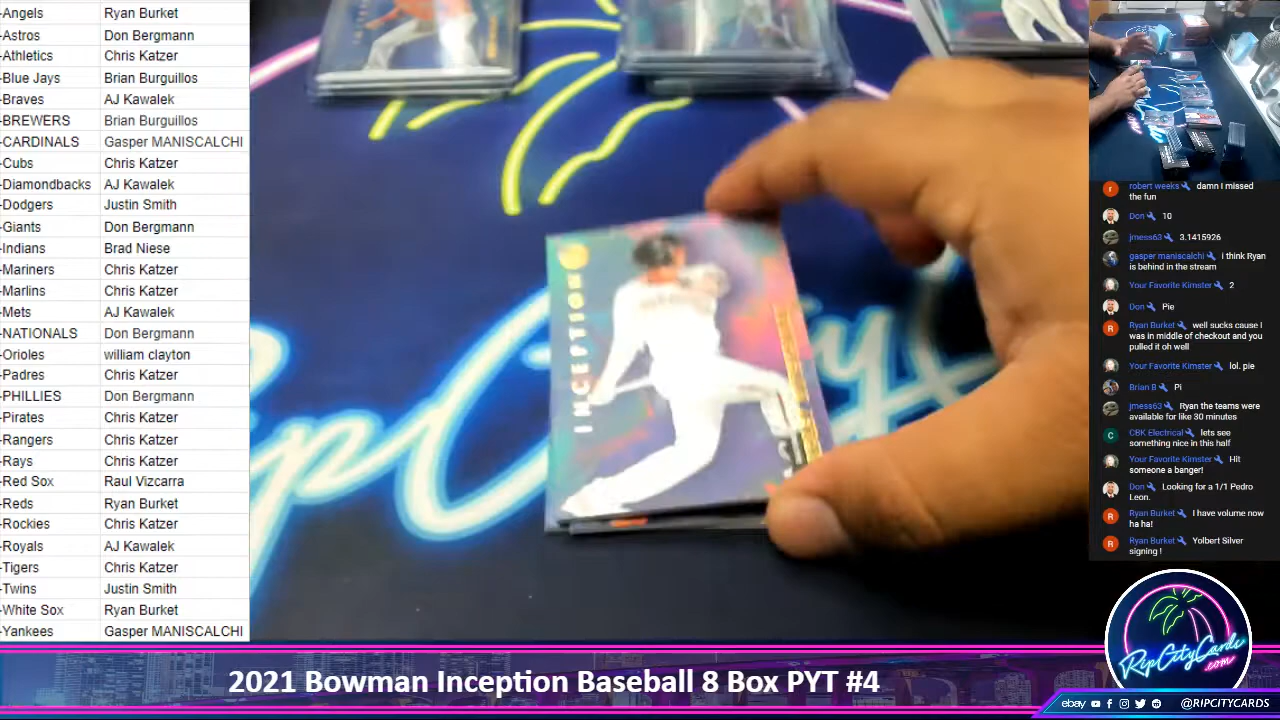 -Angels Ryan Burket
-Astros Don Bergmann
-Athletics Chris Katzer
-Blue Jays Brian Burguillos
-Braves AJ Kawalek
-BREWERS Brian Burguillos
-CARDINALS Gasper MANISCALCHI
-Cubs Chris Katzer
-Diamondbacks AJ Kawalek
-Dodgers Justin Smith
-Giants Don Bergmann
-Indians Brad Niese
-Mariners Chris Katzer
-Marlins Chris Katzer
-Mets AJ Kawalek
-NATIONALS Don Bergmann
-Orioles william clayton
-Padres Chris Katzer
-PHILLIES Don Bergmann
-Pirates Chris Katzer
-Rangers Chris Katzer
-Rays Chris Katzer
-Red Sox Raul Vizcarra
-Reds Ryan Burket
-Rockies Chris Katzer
-Royals AJ Kawalek
-Tigers Chris Katzer
-Twins Justin Smith
-White Sox Ryan Burket
-Yankees Gasper MANISCALCHI
INCEPTION
robert weeks damn I missed
the fun
Don 10
jmess63 3.1415926
gasper maniscalchi i think Ryan
is behind in the stream
Your Favorite Kimster 2
Don Pie
Ryan Burket well sucks cause I
was in middle of checkout and you
pulled it oh well
Your Favorite Kimster lol. pie
Brian B Pi
jmess63 Ryan the teams were
available for like 30 minutes
CBK Electrical lets see
something nice in this half
Your Favorite Kimster Hit
someone a banger!
Don Looking for a 1/1 Pedro
Leon.
Ryan Burket I have volume now
ha ha!
Ryan Burket Yolbert Silver
signing !
RipCityCards
.com
2021 Bowman Inception Baseball 8 Box PYT #4
ebay @RIPCITYCARDS